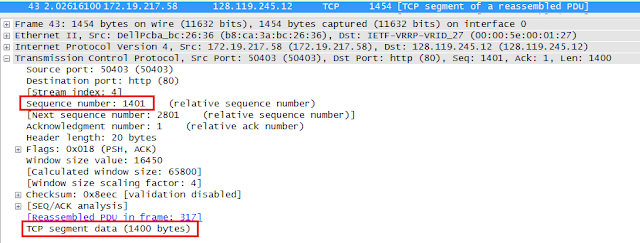 43 2.02616100 172.19.217.58 128.119.245.12 TCP 1454 [TCP segment of a reassembled PDU]
Frame 43: 1454 bytes on wire (11632 bits), 1454 bytes captured (11632 bits) on interface 0
Ethernet II, Src: DellPcba_bc:26:36 (b8:ca:3a:bc:26:36), Dst: IETF-VRRP-VRID_27 (00:00:5e:00:01:27)
Internet Protocol Version 4, Src: 172.19.217.58 (172.19.217.58), Dst: 128.119.245.12 (128.119.245.12)
Transmission Control Protocol, Src Port: 50403 (50403), Dst Port: http (80), Seq: 1401, Ack: 1, Len: 1400
Source port: 50403 (50403)
Destination port: http (80)
[Stream index: 4]
Sequence number: 1401 (relative sequence number)
[Next sequence number: 2801 (relative sequence number)]
Acknowledgment number: 1 (relative ack number)
Header length: 20 bytes
Flags: 0x018 (PSH, ACK)
Window size value: 16450
[Calculated window size: 65800]
[Window size scaling factor: 4]
Checksum: 0x8eec [validation disabled]
[SEQ/ACK analysis]
[Reassembled PDU in frame: 317]
TCP segment data (1400 bytes)